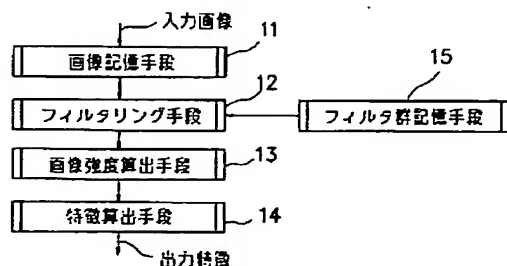 入力画像
11
画像記憶手段
12
15
フィルタリング手段
フィルタ群記憶手段
13
画像強度算出手段
特徴算出手段
14
出力特徴